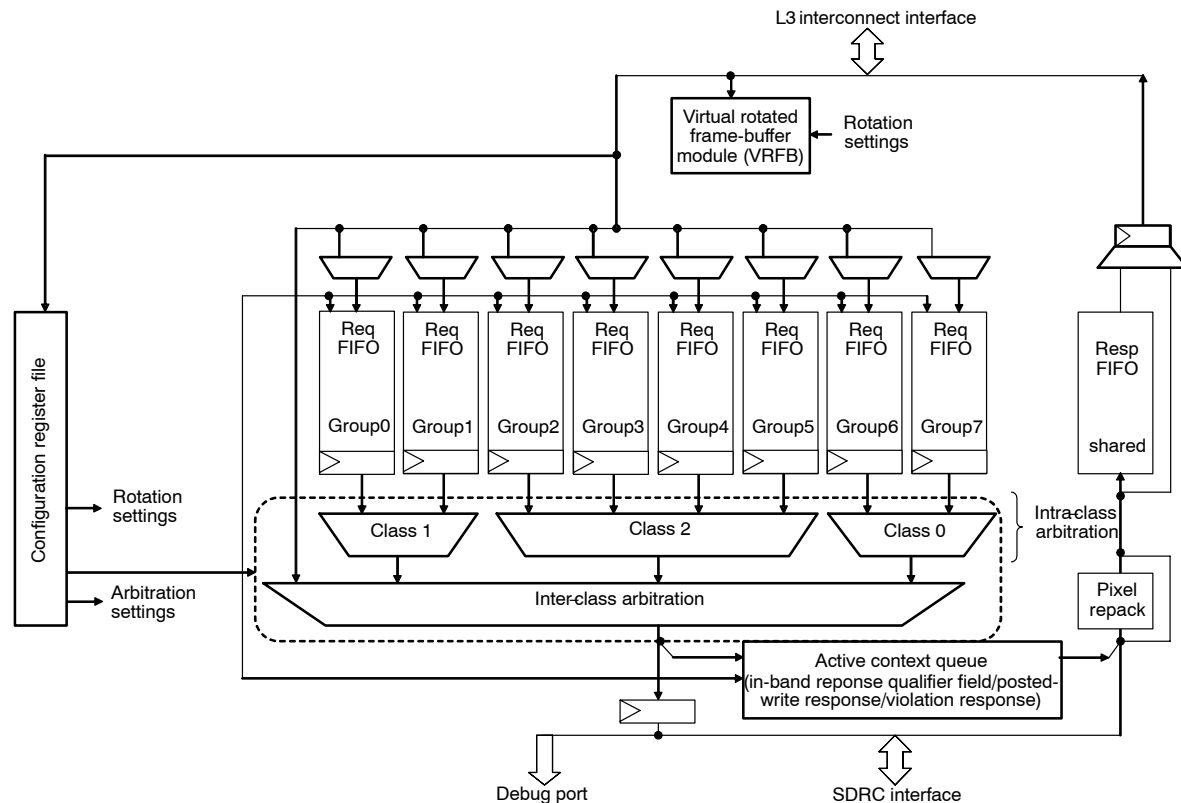 L3 interconnect interface
Virtual rotated
frame-buffer
module (VRFB)
Rotation
settings
Configuration register file
Req
FIFO
Group0
Req
FIFO
Group1
Req
FIFO
Group2
Req
FIFO
Group3
Req
FIFO
Group4
Req
FIFO
Group5
Req
FIFO
Group6
Req
FIFO
Group7
Resp
FIFO
shared
Rotation
settings
Arbitration
settings
Class 1
Class 2
Class 0
Intra-class
arbitration
Inter-class arbitration
Pixel
repack
Active context queue
(in-band reponse qualifier field/posted-
write response/violation response)
Debug port
SDRC interface